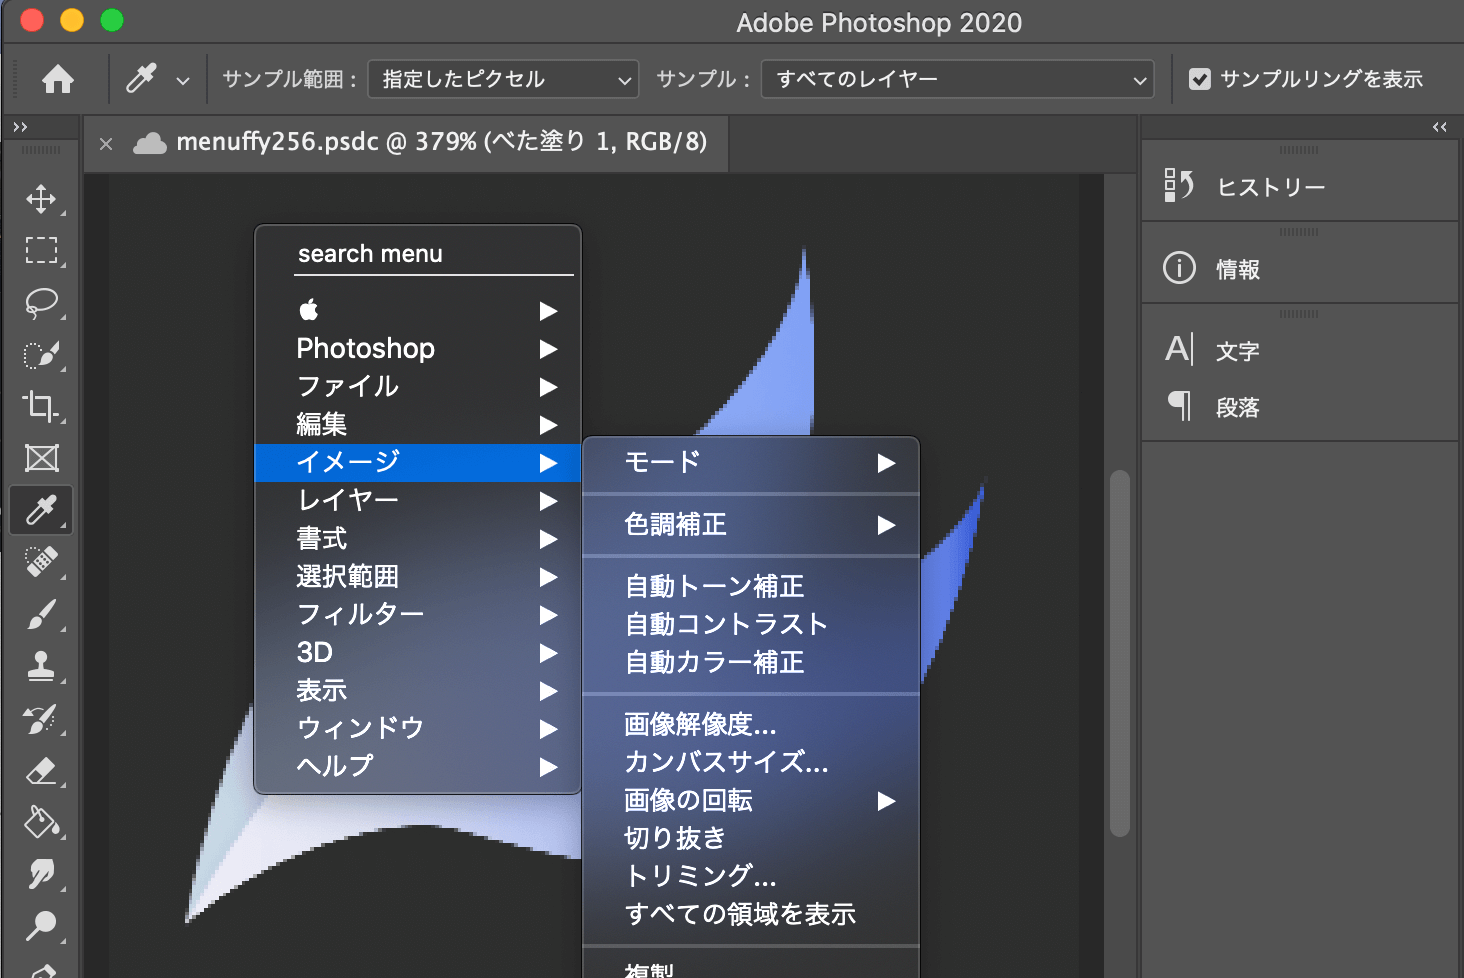 Adobe Photoshop 2020
サンプル範囲 : 指定したピクセル サンプル : すべてのレイヤー サンプルリングを表示
menuffy256.psdc @ 379% (べた塗り 1, RGB/8)
search menu
Photoshop
ファイル
編集
イメージ
レイヤー
書式
選択範囲
フィルター
3D
表示
ウィンドウ
ヘルプ
モード
色調補正
自動トーン補正
自動コントラスト
自動カラー補正
画像解像度...
カンバスサイズ...
画像の回転
切り抜き
トリミング...
すべての領域を表示
複製
ヒストリー
情報
文字
段落